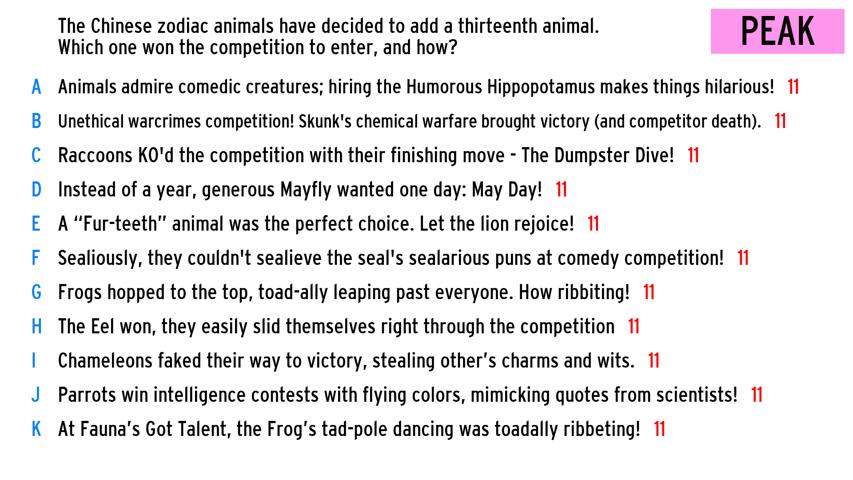 The Chinese zodiac animals have decided to add a thirteenth animal.
Which one won the competition to enter, and how?
PEAK
A Animals admire comedic creatures; hiring the Humorous Hippopotamus makes things hilarious! 11
B Unethical warcrimes competition! Skunk's chemical warfare brought victory (and competitor death). 11
C Raccoons KO'd the competition with their finishing move - The Dumpster Dive! 11
D Instead of a year, generous Mayfly wanted one day: May Day! 11
E A “Fur-teeth” animal was the perfect choice. Let the lion rejoice! 11
F Sealiously, they couldn't sealieve the seal's sealarious puns at comedy competition! 11
G Frogs hopped to the top, toad-ally leaping past everyone. How ribbiting! 11
H The Eel won, they easily slid themselves right through the competition 11
I Chameleons faked their way to victory, stealing other’s charms and wits. 11
J Parrots win intelligence contests with flying colors, mimicking quotes from scientists! 11
K At Fauna’s Got Talent, the Frog’s tad-pole dancing was toadally ribbeting! 11